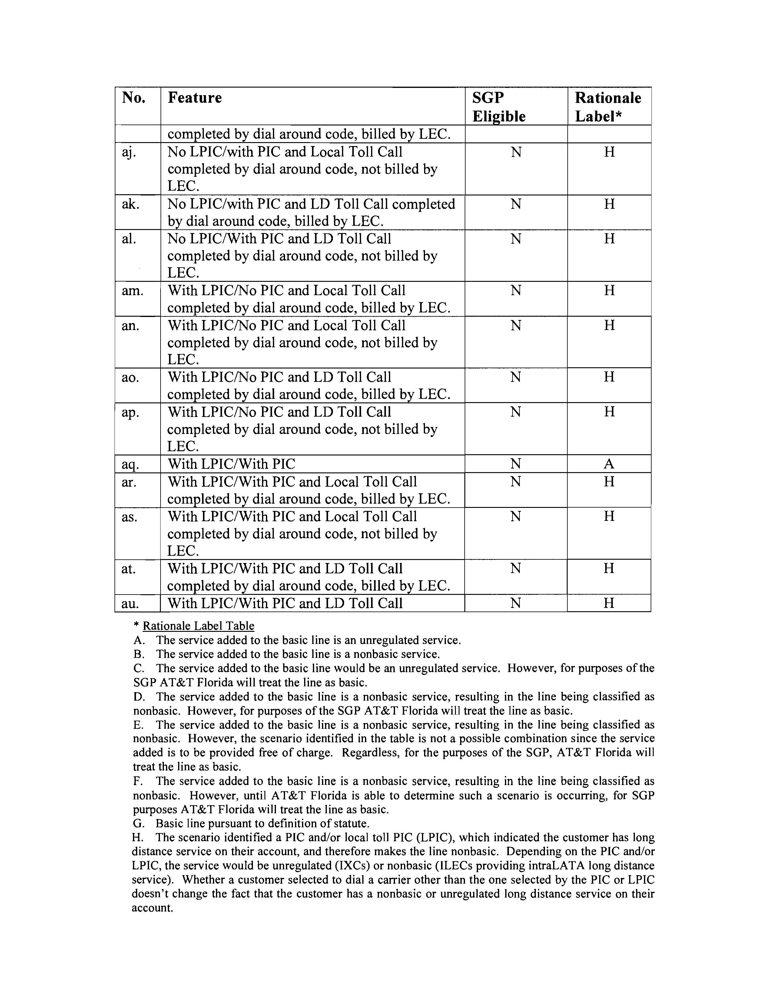 No. Feature SGP Eligible Rationale Label*
completed by dial around code, billed by LEC.
aj. No LPIC/with PIC and Local Toll Call N H
completed by dial around code, not billed by
LEC.
ak. No LPIC/with PIC and LD Toll Call completed N H
by dial around code, billed by LEC.
al. No LPIC/With PIC and LD Toll Call N H
completed by dial around code, not billed by
LEC.
am. With LPIC/No PIC and Local Toll Call N H
completed by dial around code, billed by LEC.
an. With LPIC/No PIC and Local Toll Call N H
completed by dial around code, not billed by
LEC.
ao. With LPIC/No PIC and LD Toll Call N H
completed by dial around code, billed by LEC.
ap. With LPIC/No PIC and LD Toll Call N H
completed by dial around code, not billed by
LEC.
aq. With LPIC/With PIC N A
ar. With LPIC/With PIC and Local Toll Call N H
completed by dial around code, billed by LEC.
as. With LPIC/With PIC and Local Toll Call N H
completed by dial around code, not billed by
LEC.
at. With LPIC/With PIC and LD Toll Call N H
completed by dial around code, billed by LEC.
au. With LPIC/With PIC and LD Toll Call N H
* Rationale Label Table
A. The service added to the basic line is an unregulated service.
B. The service added to the basic line is a nonbasic service.
C. The service added to the basic line would be an unregulated service. However, for purposes of the
SGP AT&T Florida will treat the line as basic.
D. The service added to the basic line is a nonbasic service, resulting in the line being classified as
nonbasic. However, for purposes of the SGP AT&T Florida will treat the line as basic.
E. The service added to the basic line is a nonbasic service, resulting in the line being classified as
nonbasic. However, the scenario identified in the table is not a possible combination since the service
added is to be provided free of charge. Regardless, for the purposes of the SGP, AT&T Florida will
treat the line as basic.
F. The service added to the basic line is a nonbasic service, resulting in the line being classified as
nonbasic. However, until AT&T Florida is able to determine such a scenario is occurring, for SGP
purposes AT&T Florida will treat the line as basic.
G. Basic line pursuant to definition of statute.
H. The scenario identified a PIC and/or local toll PIC (LPIC), which indicated the customer has long
distance service on their account, and therefore makes the line nonbasic. Depending on the PIC and/or
LPIC, the service would be unregulated (IXCs) or nonbasic (ILECs providing intraLATA long distance
service). Whether a customer selected to dial a carrier other than the one selected by the PIC or LPIC
doesn't change the fact that the customer has a nonbasic or unregulated long distance service on their
account.